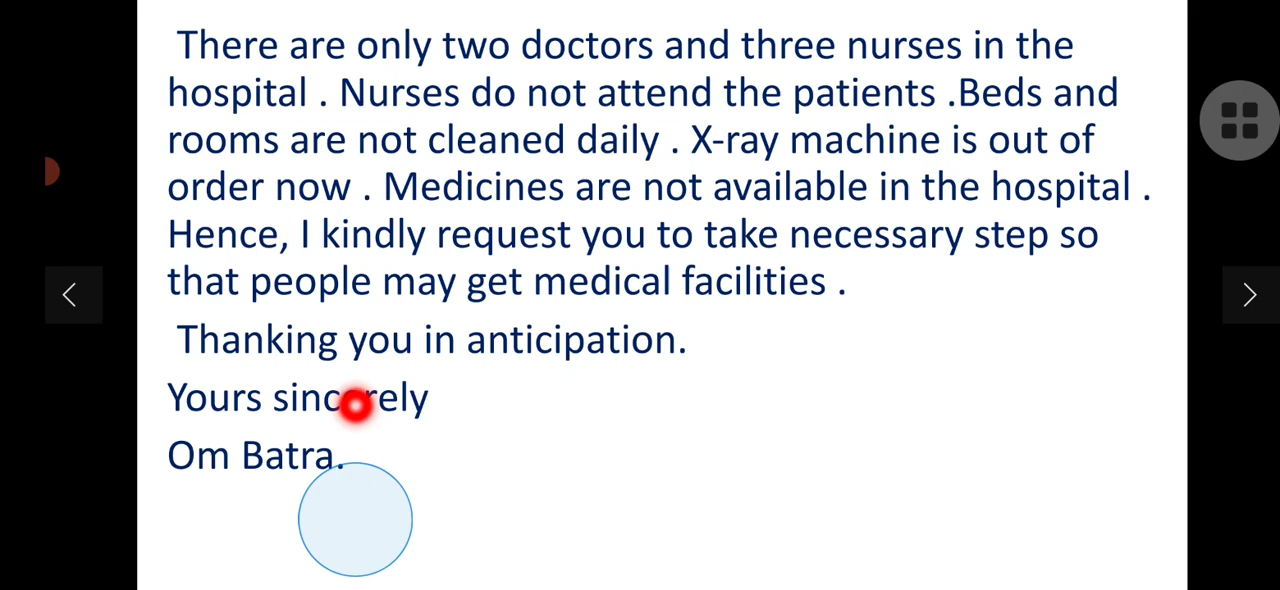 There are only two doctors and three nurses in the
hospital . Nurses do not attend the patients .Beds and
rooms are not cleaned daily . X-ray machine is out of
order now . Medicines are not available in the hospital .
Hence, I kindly request you to take necessary step so
that people may get medical facilities .
Thanking you in anticipation.
Yours sincerely
Om Batra.